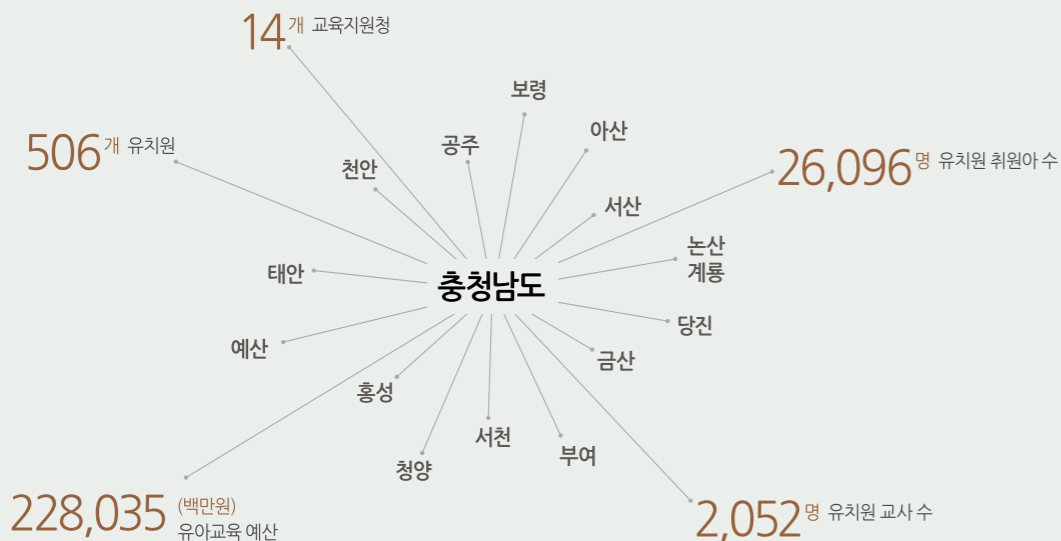 14개 교육지원청
보령
아산
506개 유치원
공주
26,096명 유치원 취원아 수
천안
서산
논산
계룡
태안
충청남도
당진
예산
금산
홍성
서천
부여
청양
228,035 (백만원)
유아교육 예산
2,052명 유치원 교사 수